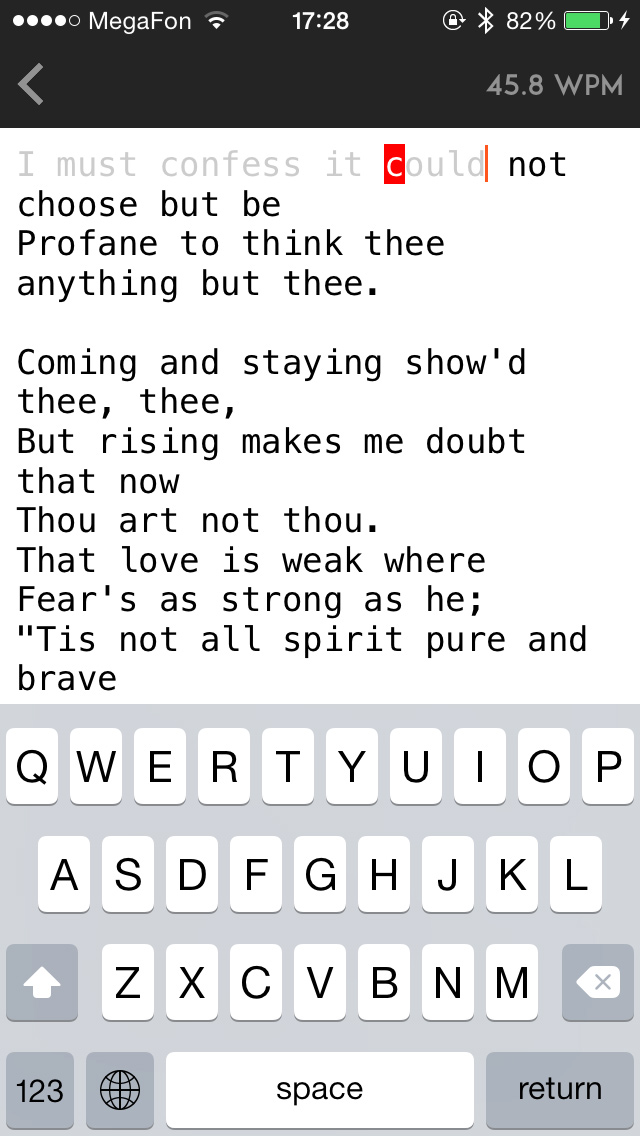 MegaFon 17:28 82%
45.8 WPM
I must confess it could not
choose but be
Profane to think thee
anything but thee.
Coming and staying show'd
thee, thee,
But rising makes me doubt
that now
Thou art not thou.
That love is weak where
Fear's as strong as he;
"Tis not all spirit pure and
brave
Q W E R T Y U I O P
A S D F G H J K L
Z X C V B N M
123 space return